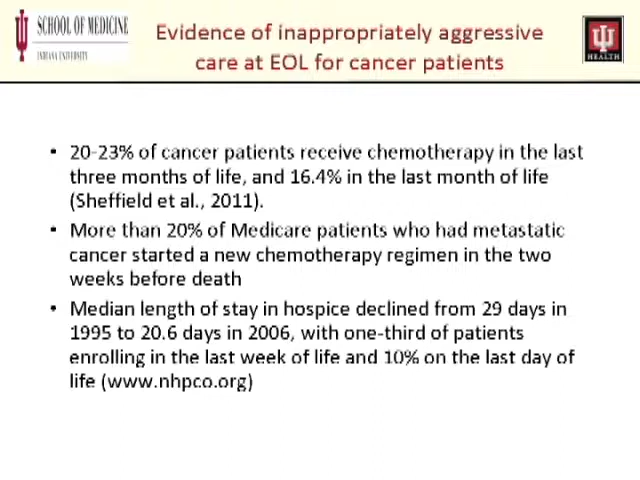 SCHOOL OF MEDICINE
INDIANA UNIVERSITY
Evidence of inappropriately aggressive
care at EOL for cancer patients
HEALTH
• 20-23% of cancer patients receive chemotherapy in the last
three months of life, and 16.4% in the last month of life
(Sheffield et al., 2011).
• More than 20% of Medicare patients who had metastatic
cancer started a new chemotherapy regimen in the two
weeks before death
• Median length of stay in hospice declined from 29 days in
1995 to 20.6 days in 2006, with one-third of patients
enrolling in the last week of life and 10% on the last day of
life (www.nhpco.org)